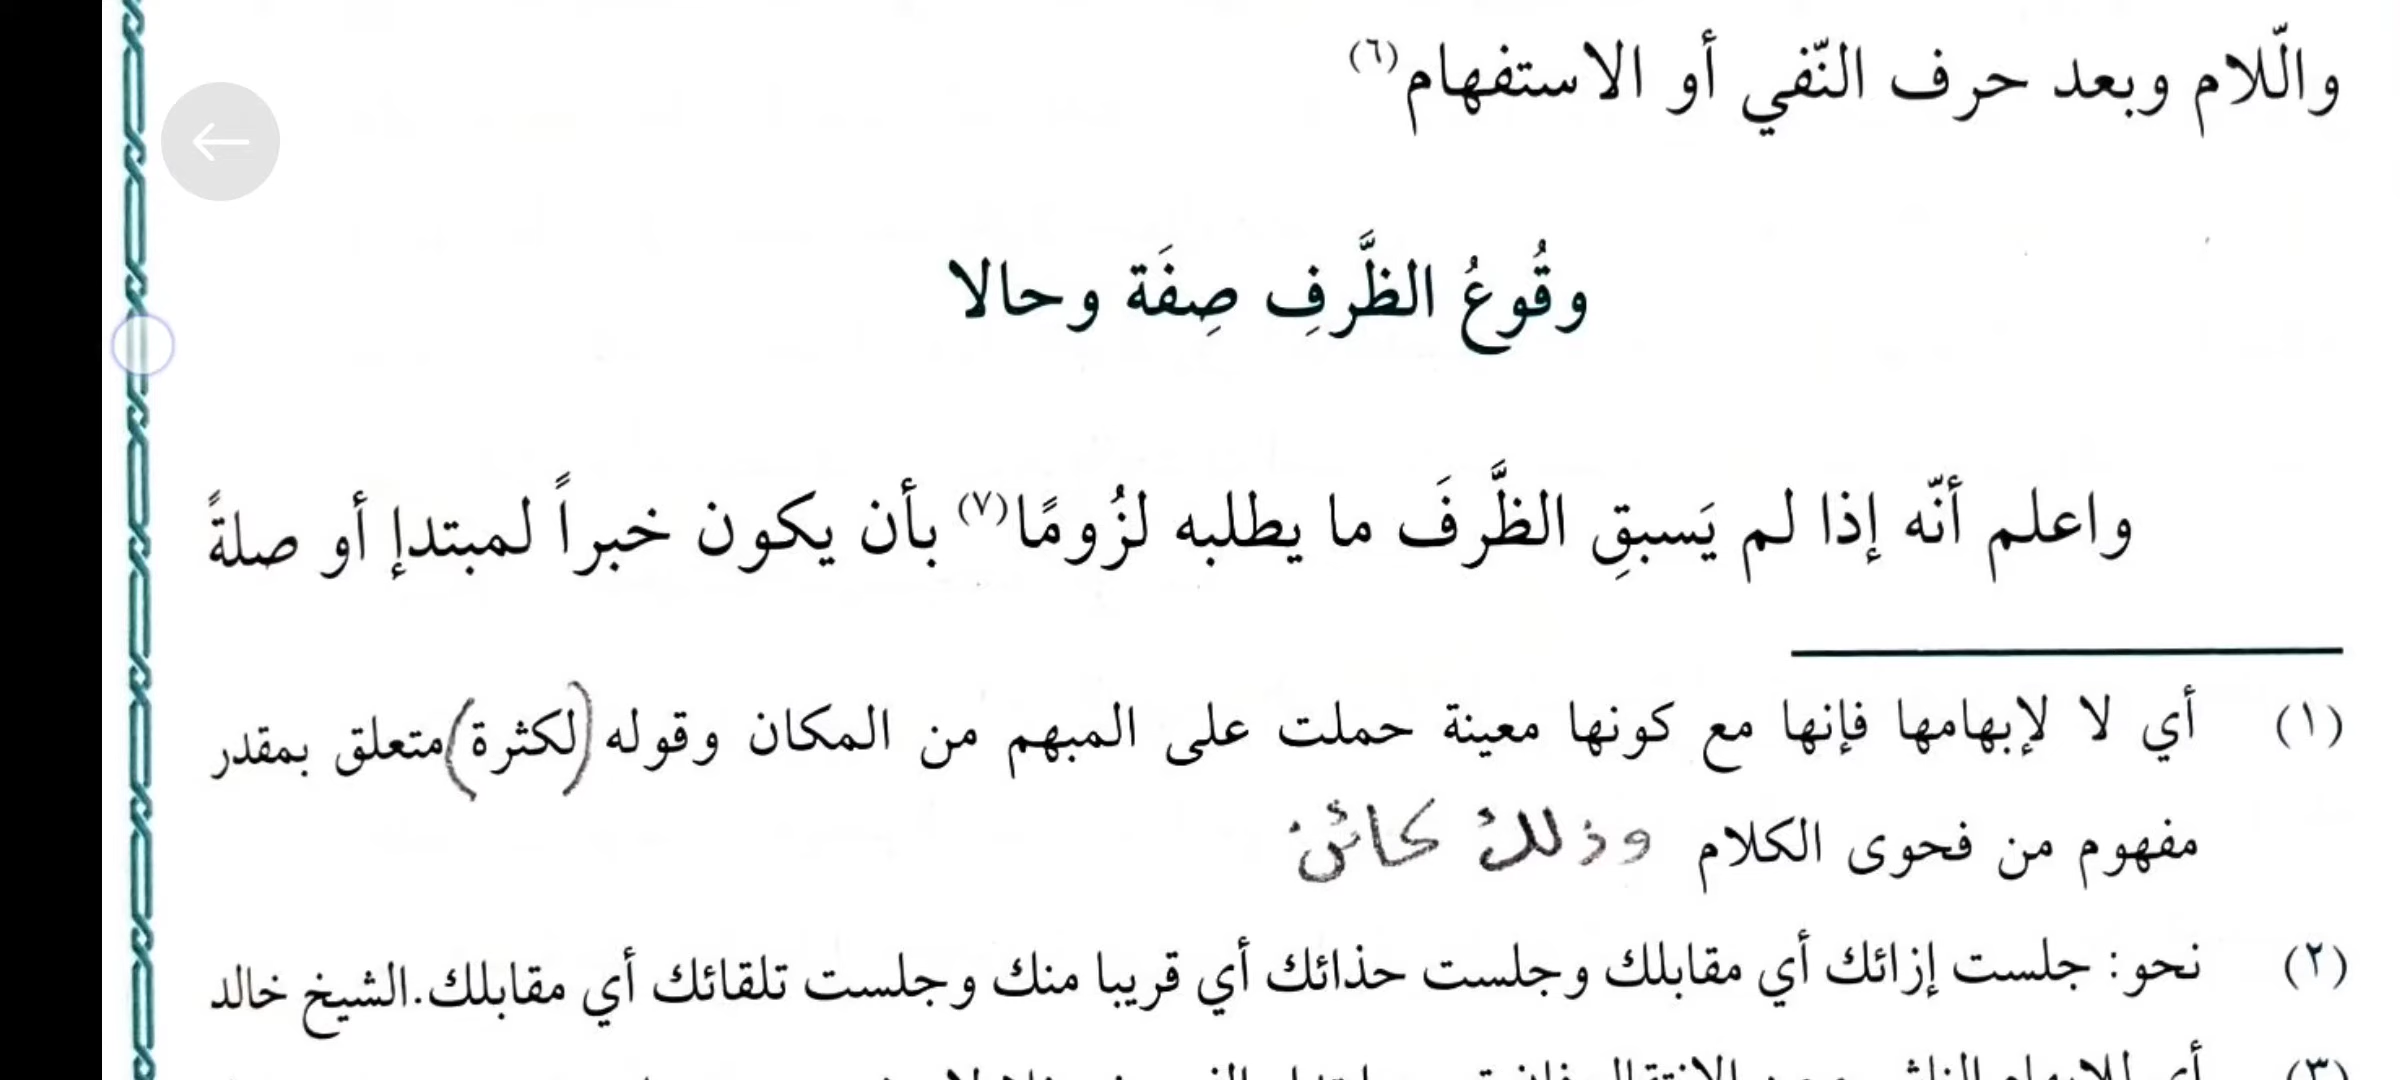 والّلام وبعد حرف النّفي أو الاستفهام(٦)
وقُوعُ الظَّرفِ صِفَة وحالا
واعلم أنّه إذا لم يَسبقِ الظَّرفَ ما يطلبه لزُومًا(٧) بأن يكون خبراً لمبتدإ أو صلةً
(١) أي لا لإبهامها فإنها مع كونها معينة حملت على المبهم من المكان وقوله (لكثرة) متعلق بمقدر
مفهوم من فحوى الكلام وذلك كائن
(٢) نحو: جلست إزائك أي مقابلك وجلست حذائك أي قريبا منك وجلست تلقائك أي مقابلك.الشيخ خالد
(٣)